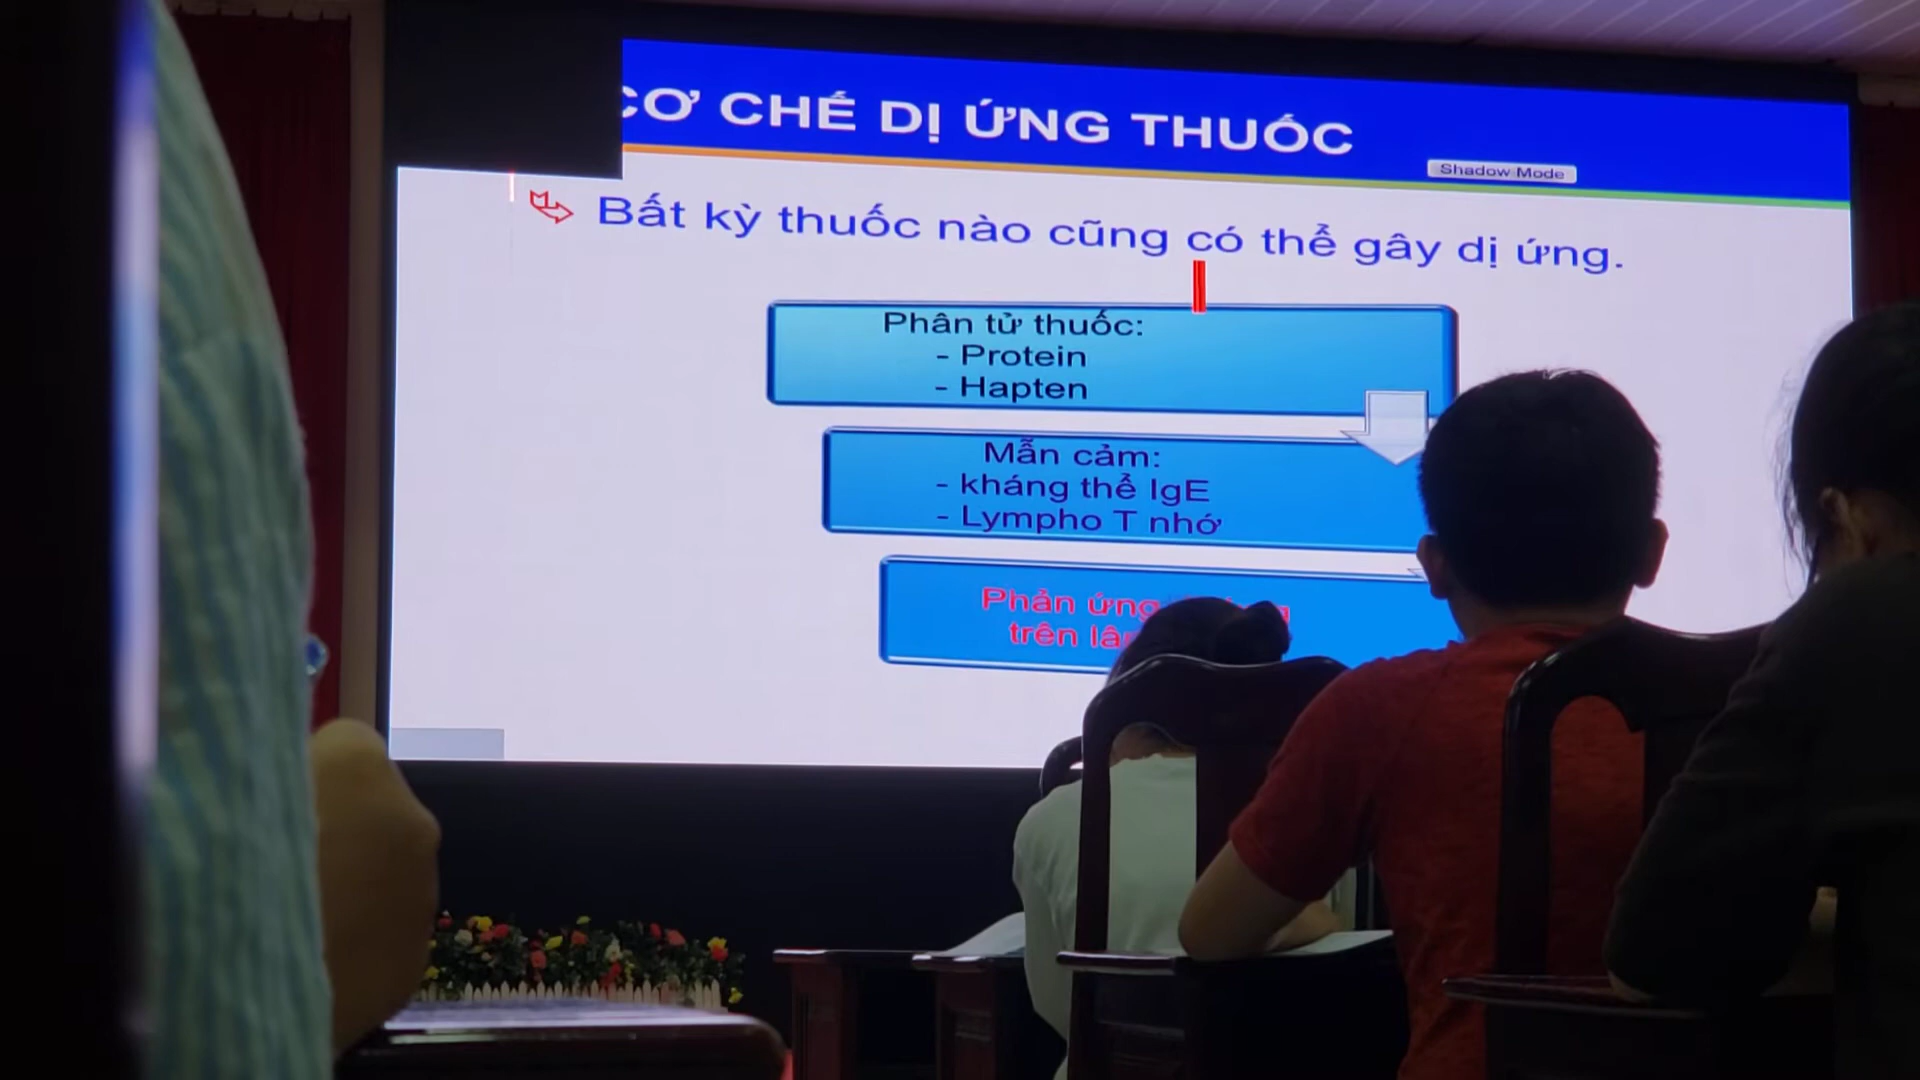 CƠ CHẾ DỊ ỨNG THUỐC
Shadow Mode
Bất kỳ thuốc nào cũng có thể gây dị ứng.
Phân tử thuốc:
- Protein
- Hapten
Mẫn cảm:
- kháng thể IgE
- Lympho T nhớ
Phản ứng
trên